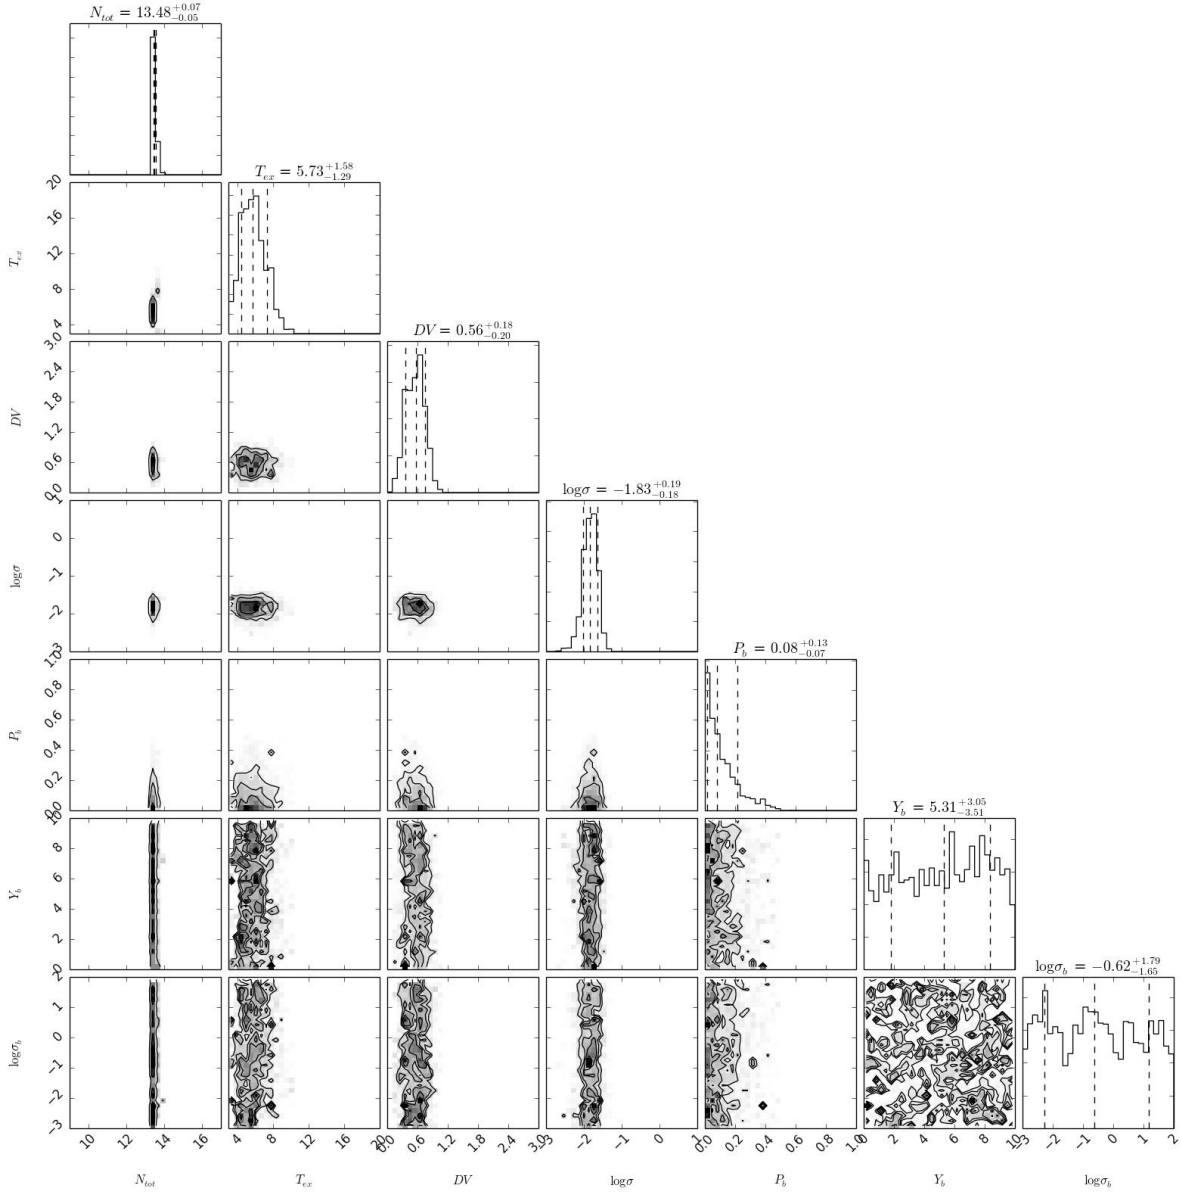 N_tot = 13.48^{+0.07}_{-0.05}
20
16
12
8
4
T_ex
T_ex = 5.73^{+1.58}_{-1.29}
3.0
2.4
1.8
1.2
0.6
0.0
DV
DV = 0.56^{+0.18}_{-0.20}
1
0
−1
−2
−3
logσ
logσ = −1.83^{+0.19}_{-0.18}
1.0
0.8
0.6
0.4
0.2
0.0
P_b
P_b = 0.08^{+0.13}_{-0.07}
10
8
6
4
2
0
Y_b
Y_b = 5.31^{+3.05}_{-3.51}
2
1
0
−1
−2
−3
logσ_b
logσ_b = −0.62^{+1.79}_{-1.65}
10 12 14 16
4 8 12 16 20
0.0 0.6 1.2 1.8 2.4 3.0
−3 −2 −1 0 1
0.0 0.2 0.4 0.6 0.8 1.0
0 2 4 6 8 10
−3 −2 −1 0 1 2
N_tot T_ex DV logσ P_b Y_b logσ_b